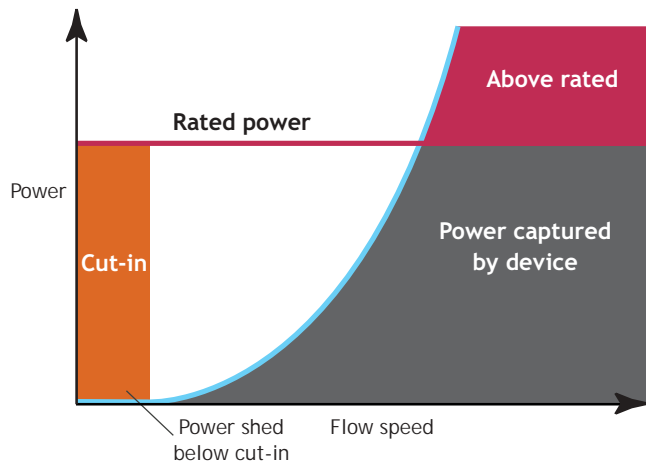 Above rated
Rated power
Power
Power captured
by device
Cut-in
Power shed
below cut-in
Flow speed